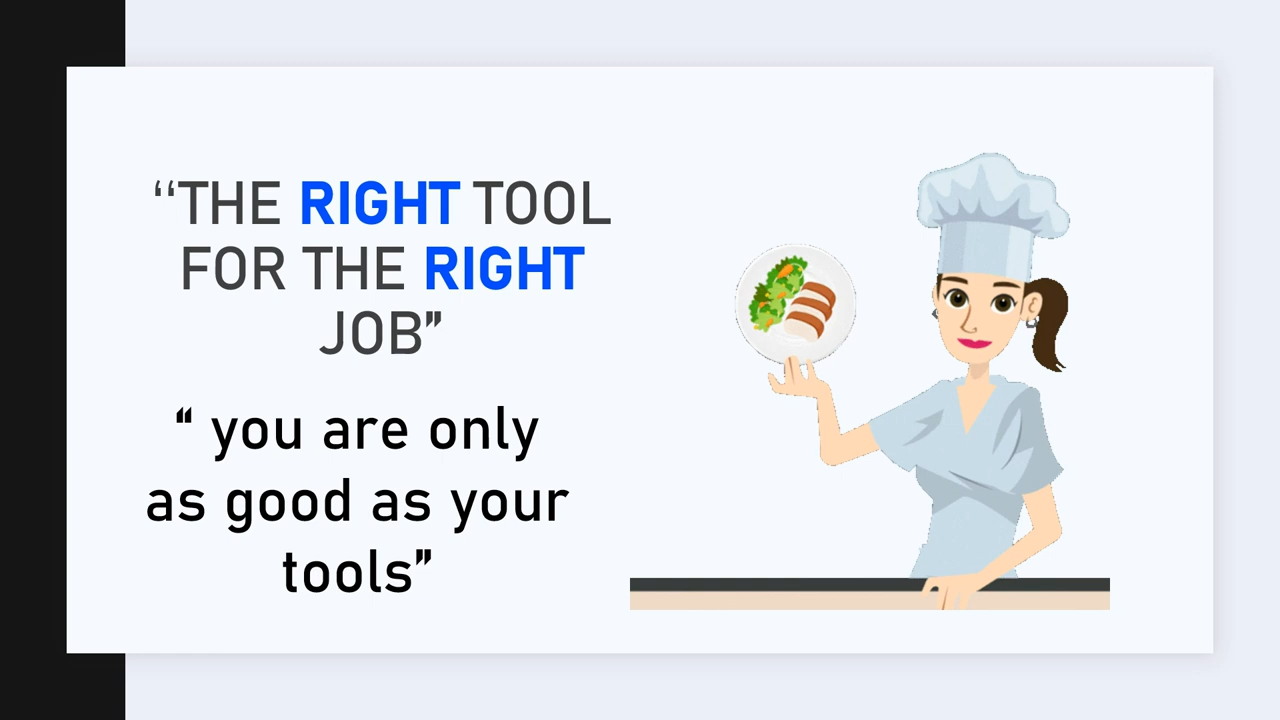 “THE RIGHT TOOL
FOR THE RIGHT
JOB”
“ you are only
as good as your
tools”